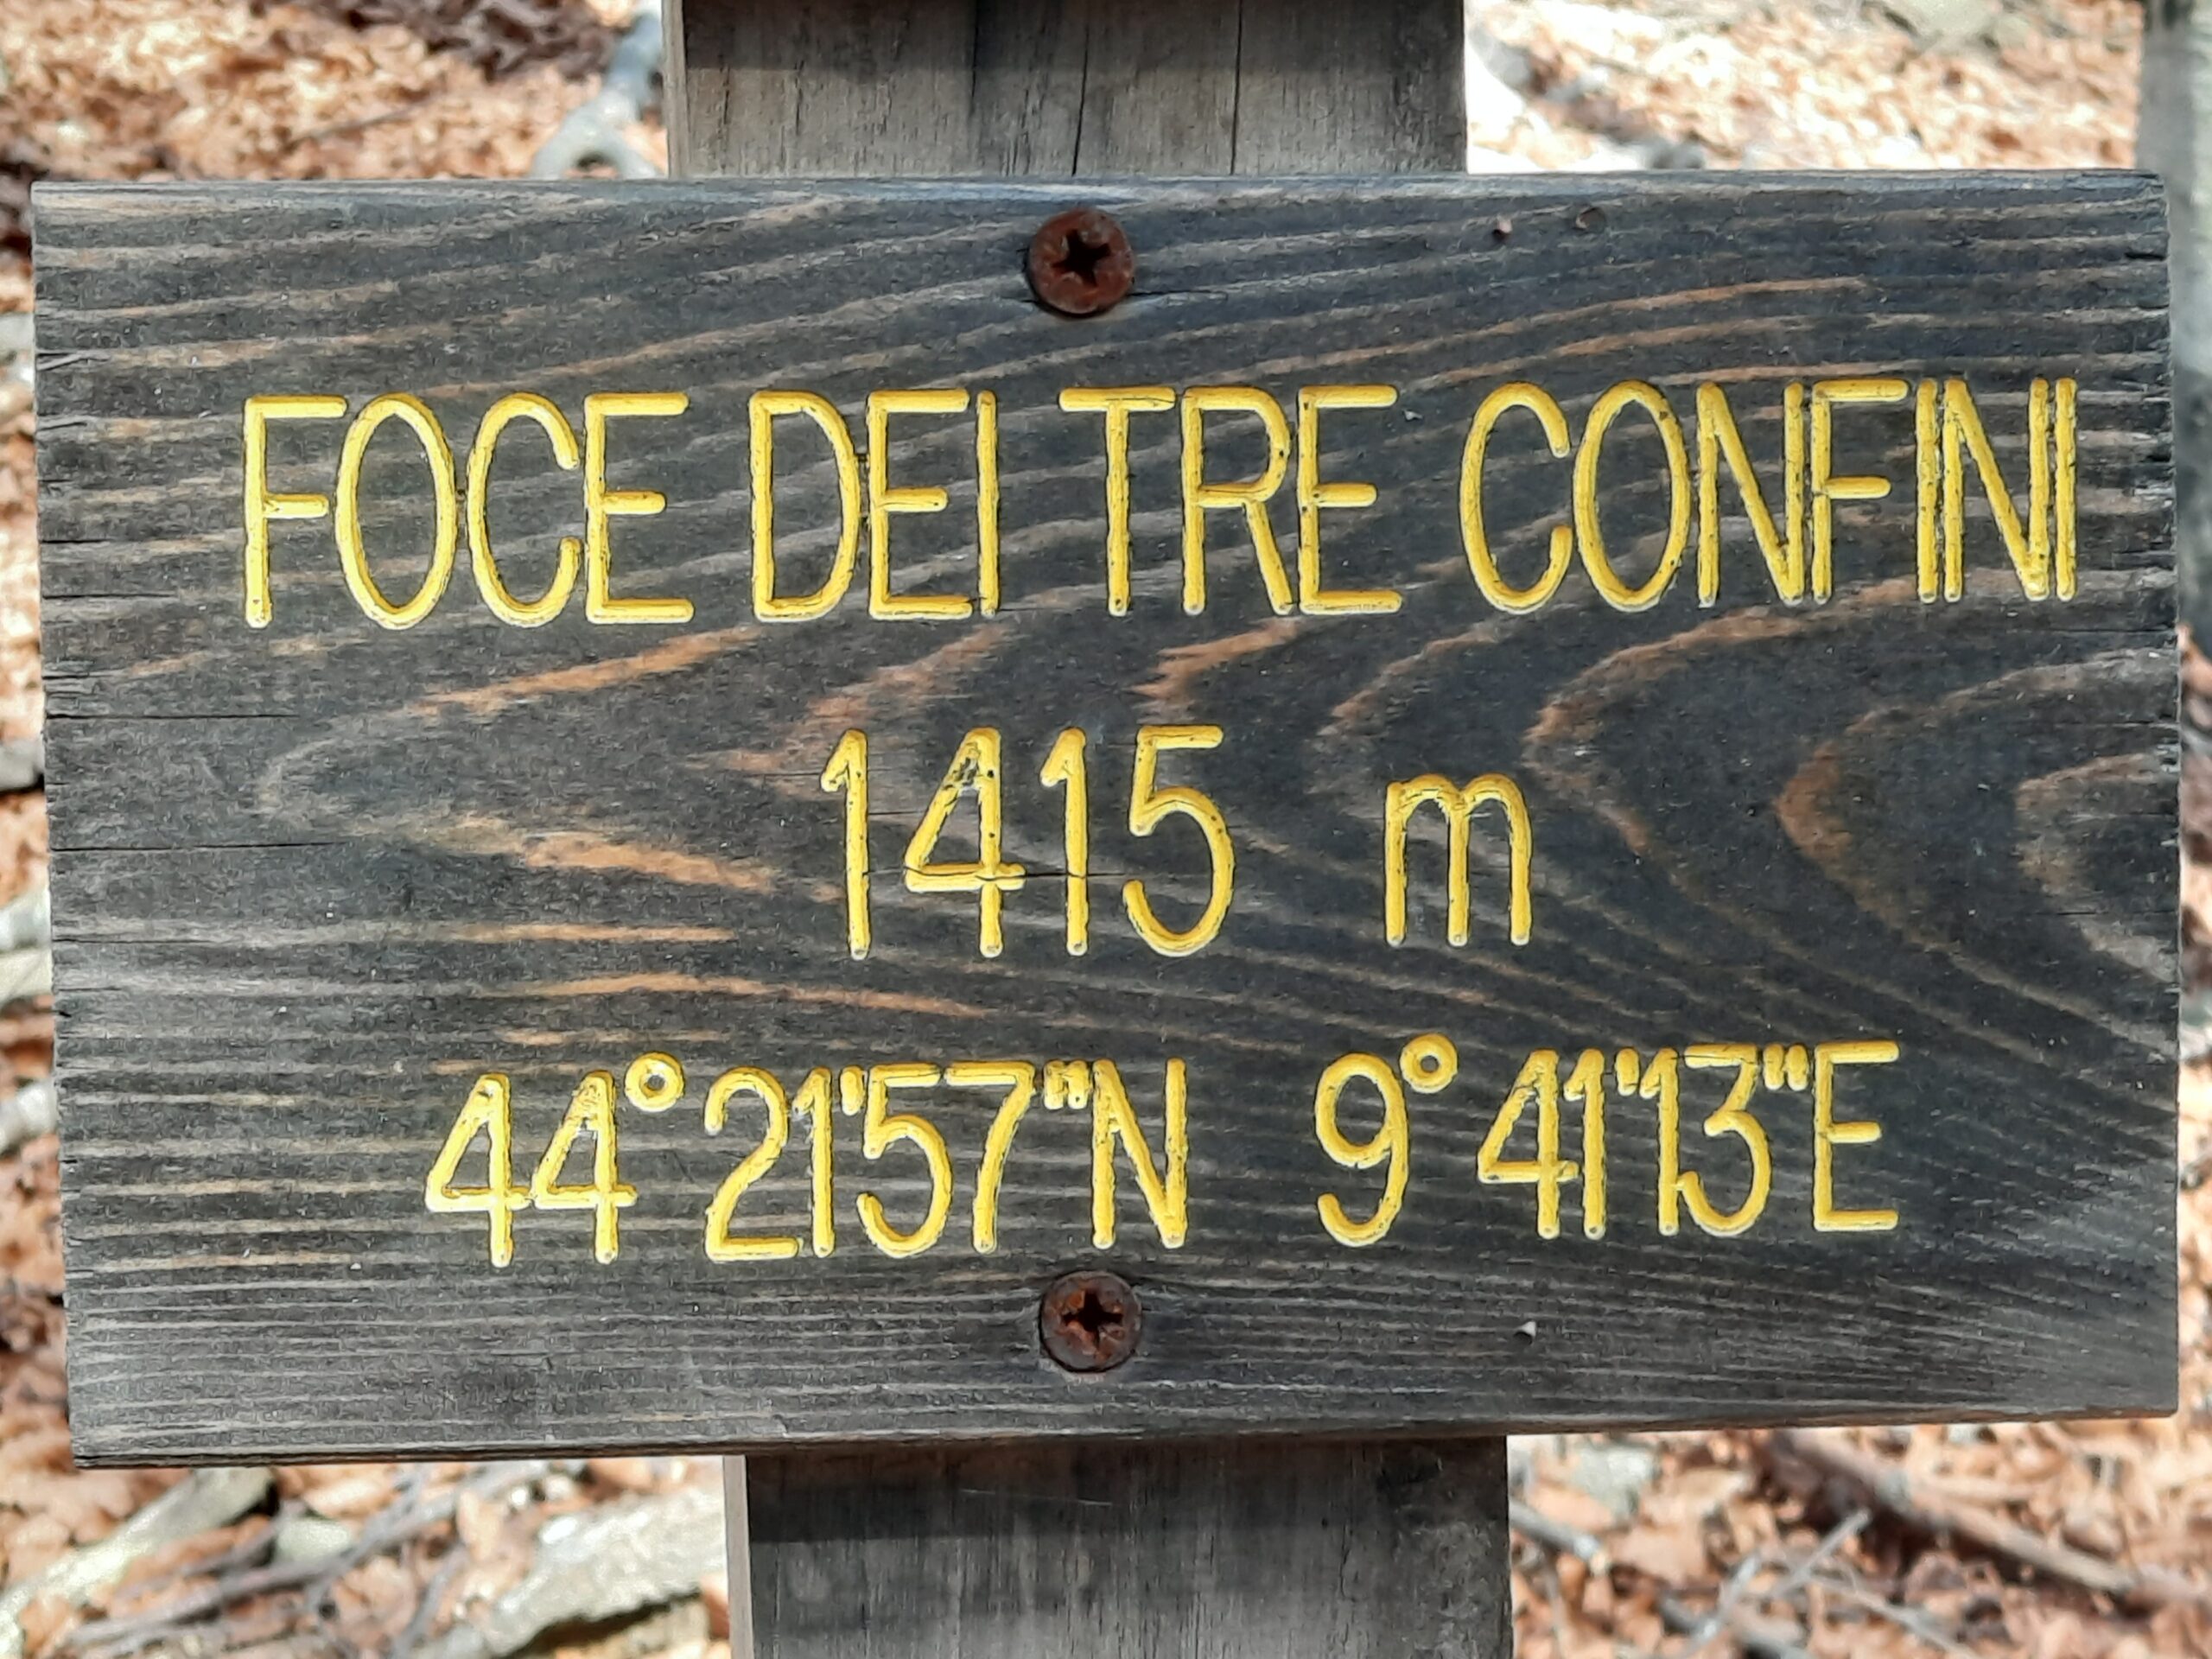 FOCE DEI TRE CONFINI
1415 m
44°21'57"N 9°41'13"E